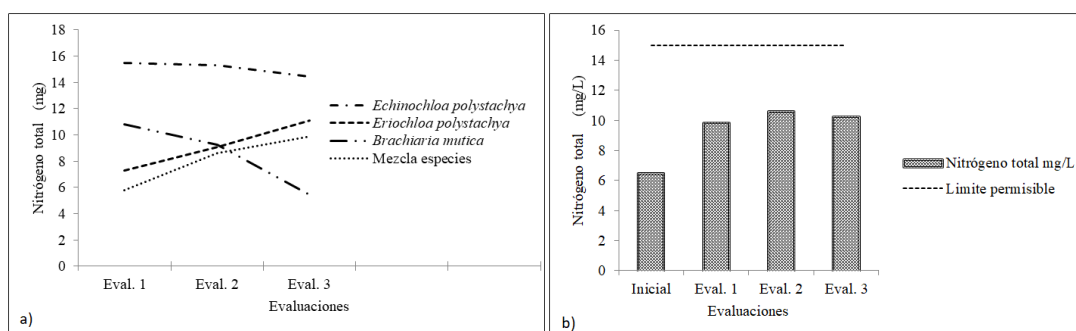 18
16
14
12
10
8
6
4
2
0
Nitrógeno total (mg)
Eval. 1 Eval. 2 Eval. 3
Evaluaciones
Echinochloa polystachya
Eriochloa polystachya
Brachiaria mutica
Mezcla especies
a)
16
14
12
10
8
6
4
2
0
Nitrógeno total (mg/L)
Inicial Eval. 1 Eval. 2 Eval. 3
Evaluaciones
Nitrógeno total mg/L
Limite permisible
b)